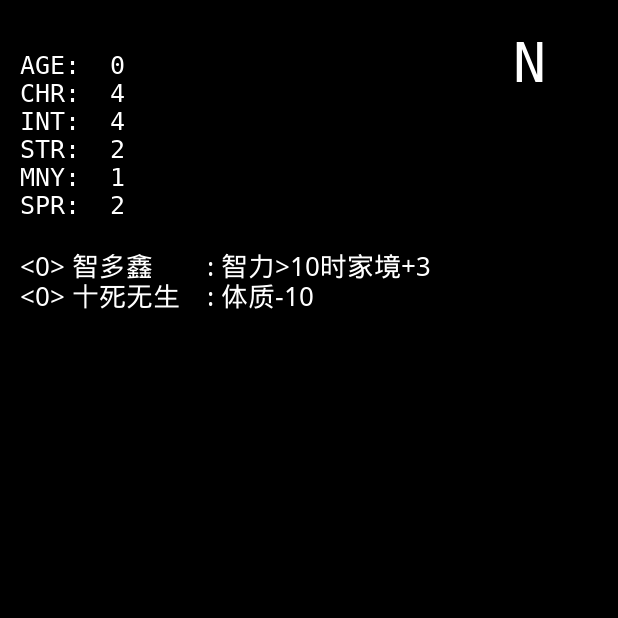 N
AGE: 0
CHR: 4
INT: 4
STR: 2
MNY: 1
SPR: 2
<0> 智多鑫 : 智力>10时家境+3
<0> 十死无生 : 体质-10